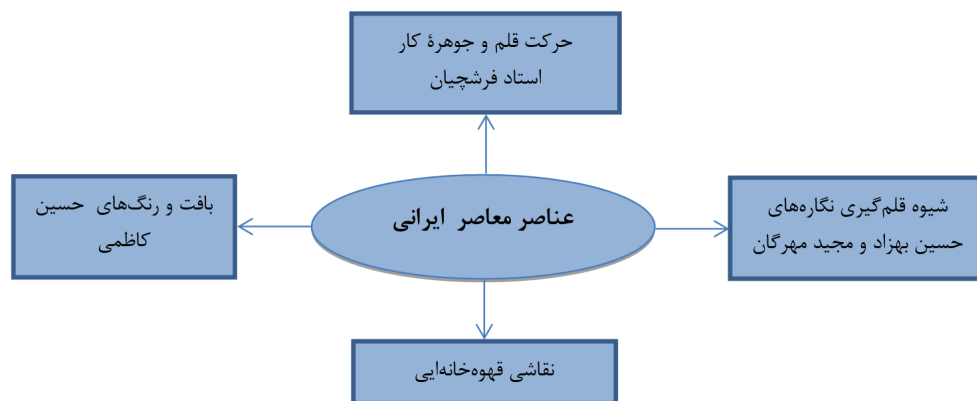 حرکت قلم و جوهرۀ کار
استاد فرشچیان
شیوه قلم‌گیری نگاره‌های
حسین بهزاد و مجید مهرگان
عناصر معاصر ایرانی
بافت و رنگ‌های حسین
کاظمی
نقاشی قهوه‌خانه‌ایی